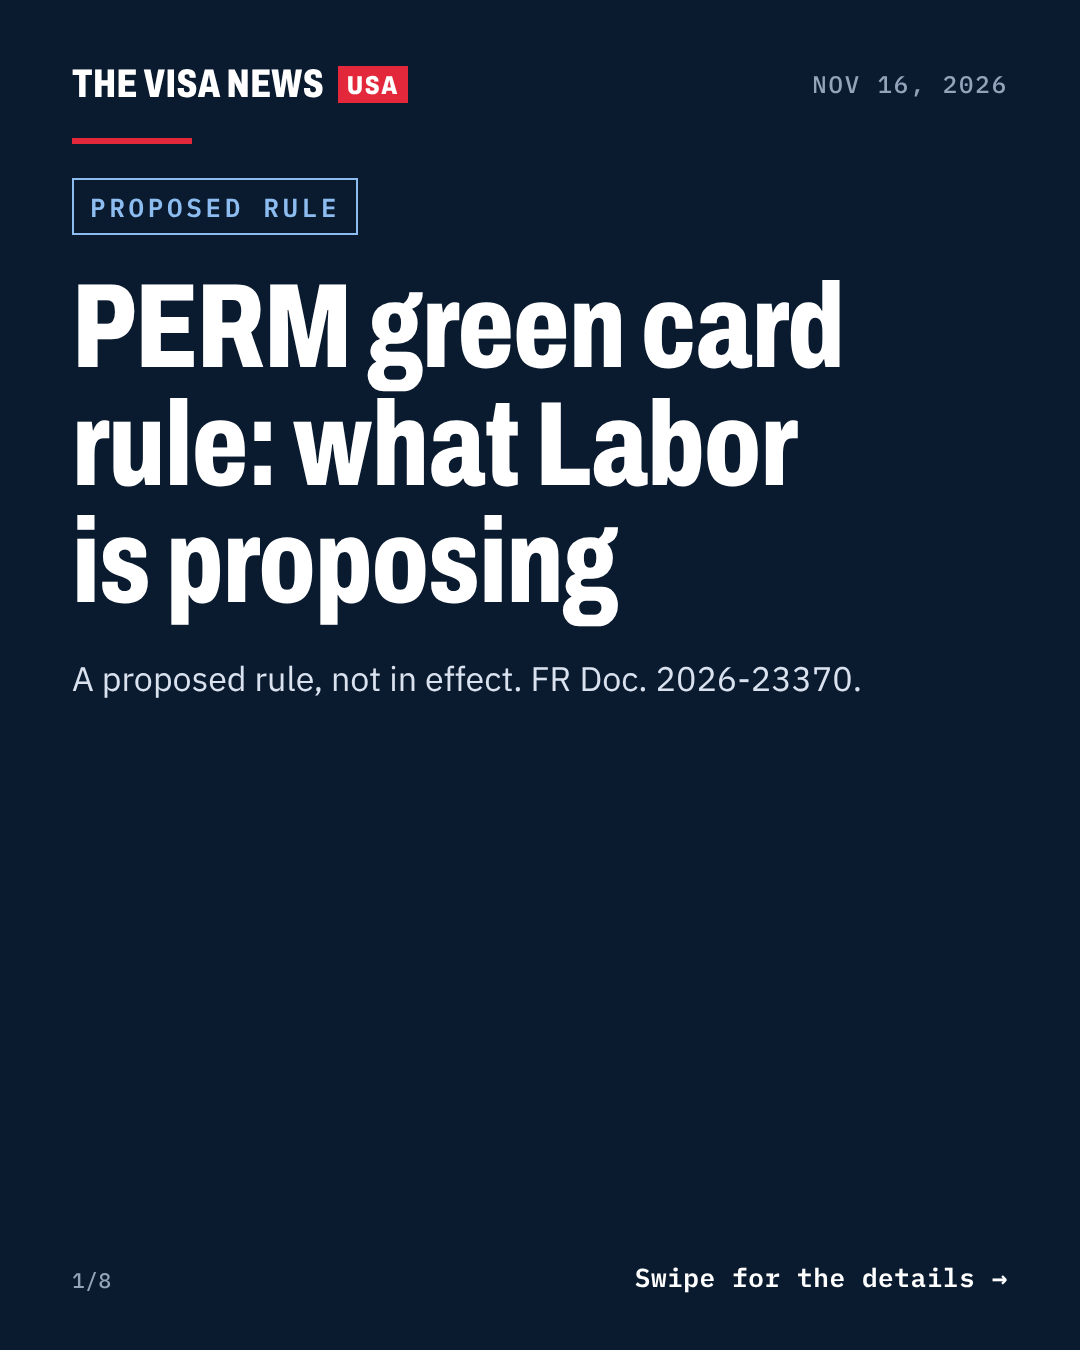 THE VISA NEWS USA
NOV 16, 2026
PROPOSED RULE
PERM green card
rule: what Labor
is proposing
A proposed rule, not in effect. FR Doc. 2026-23370.
1/8
Swipe for the details →